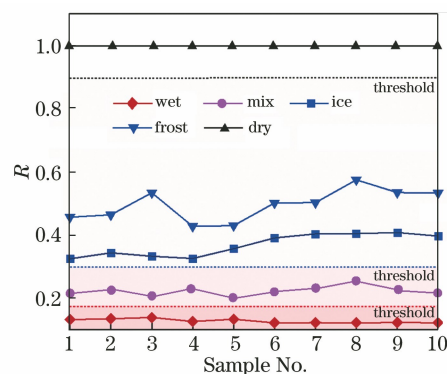 1.0
threshold
0.8
wet mix ice
frost dry
0.6
R
0.4
threshold
threshold
0.2
1 2 3 4 5 6 7 8 9 10
Sample No.